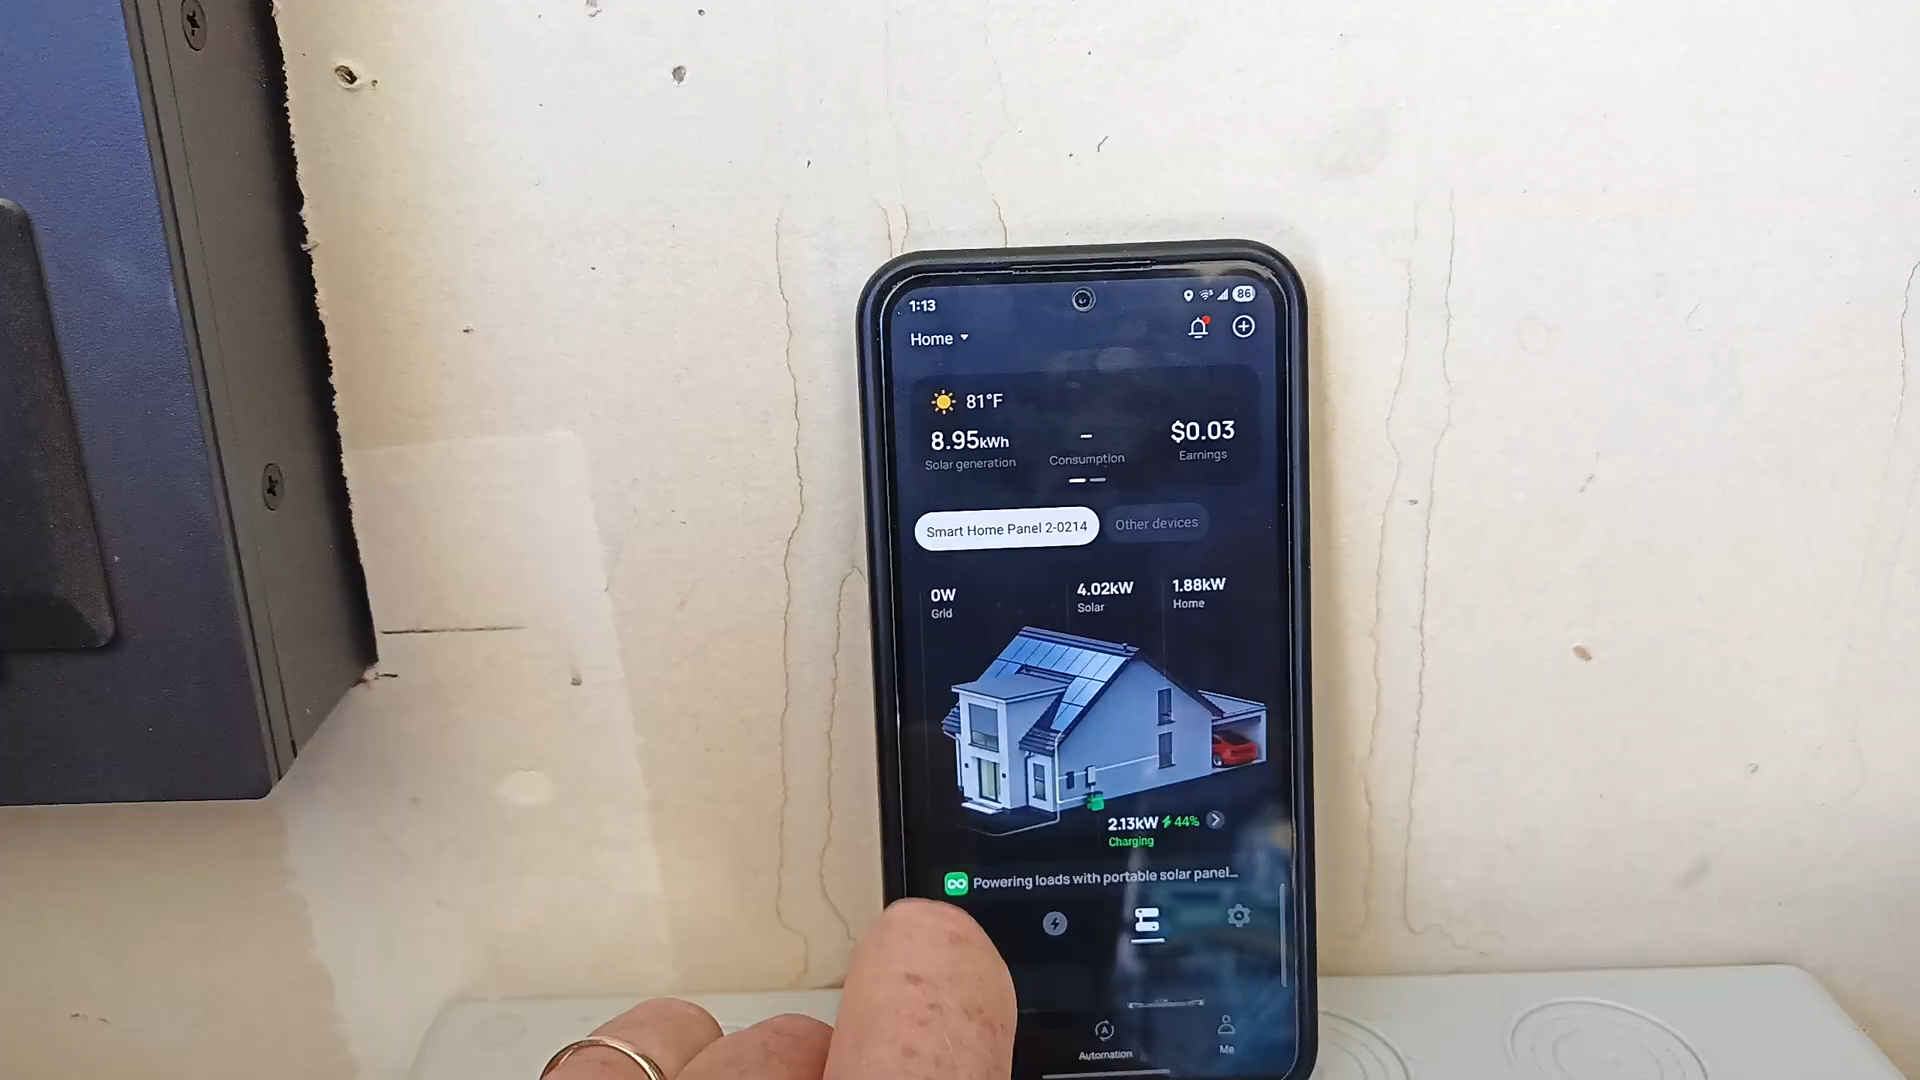 1:13
86
Home
81°F
8.95kWh
Solar generation
–
Consumption
$0.03
Earnings
Smart Home Panel 2-0214
Other devices
0W
Grid
4.02kW
Solar
1.88kW
Home
2.13kW 44%
Charging
Powering loads with portable solar panel...
Automation
Me